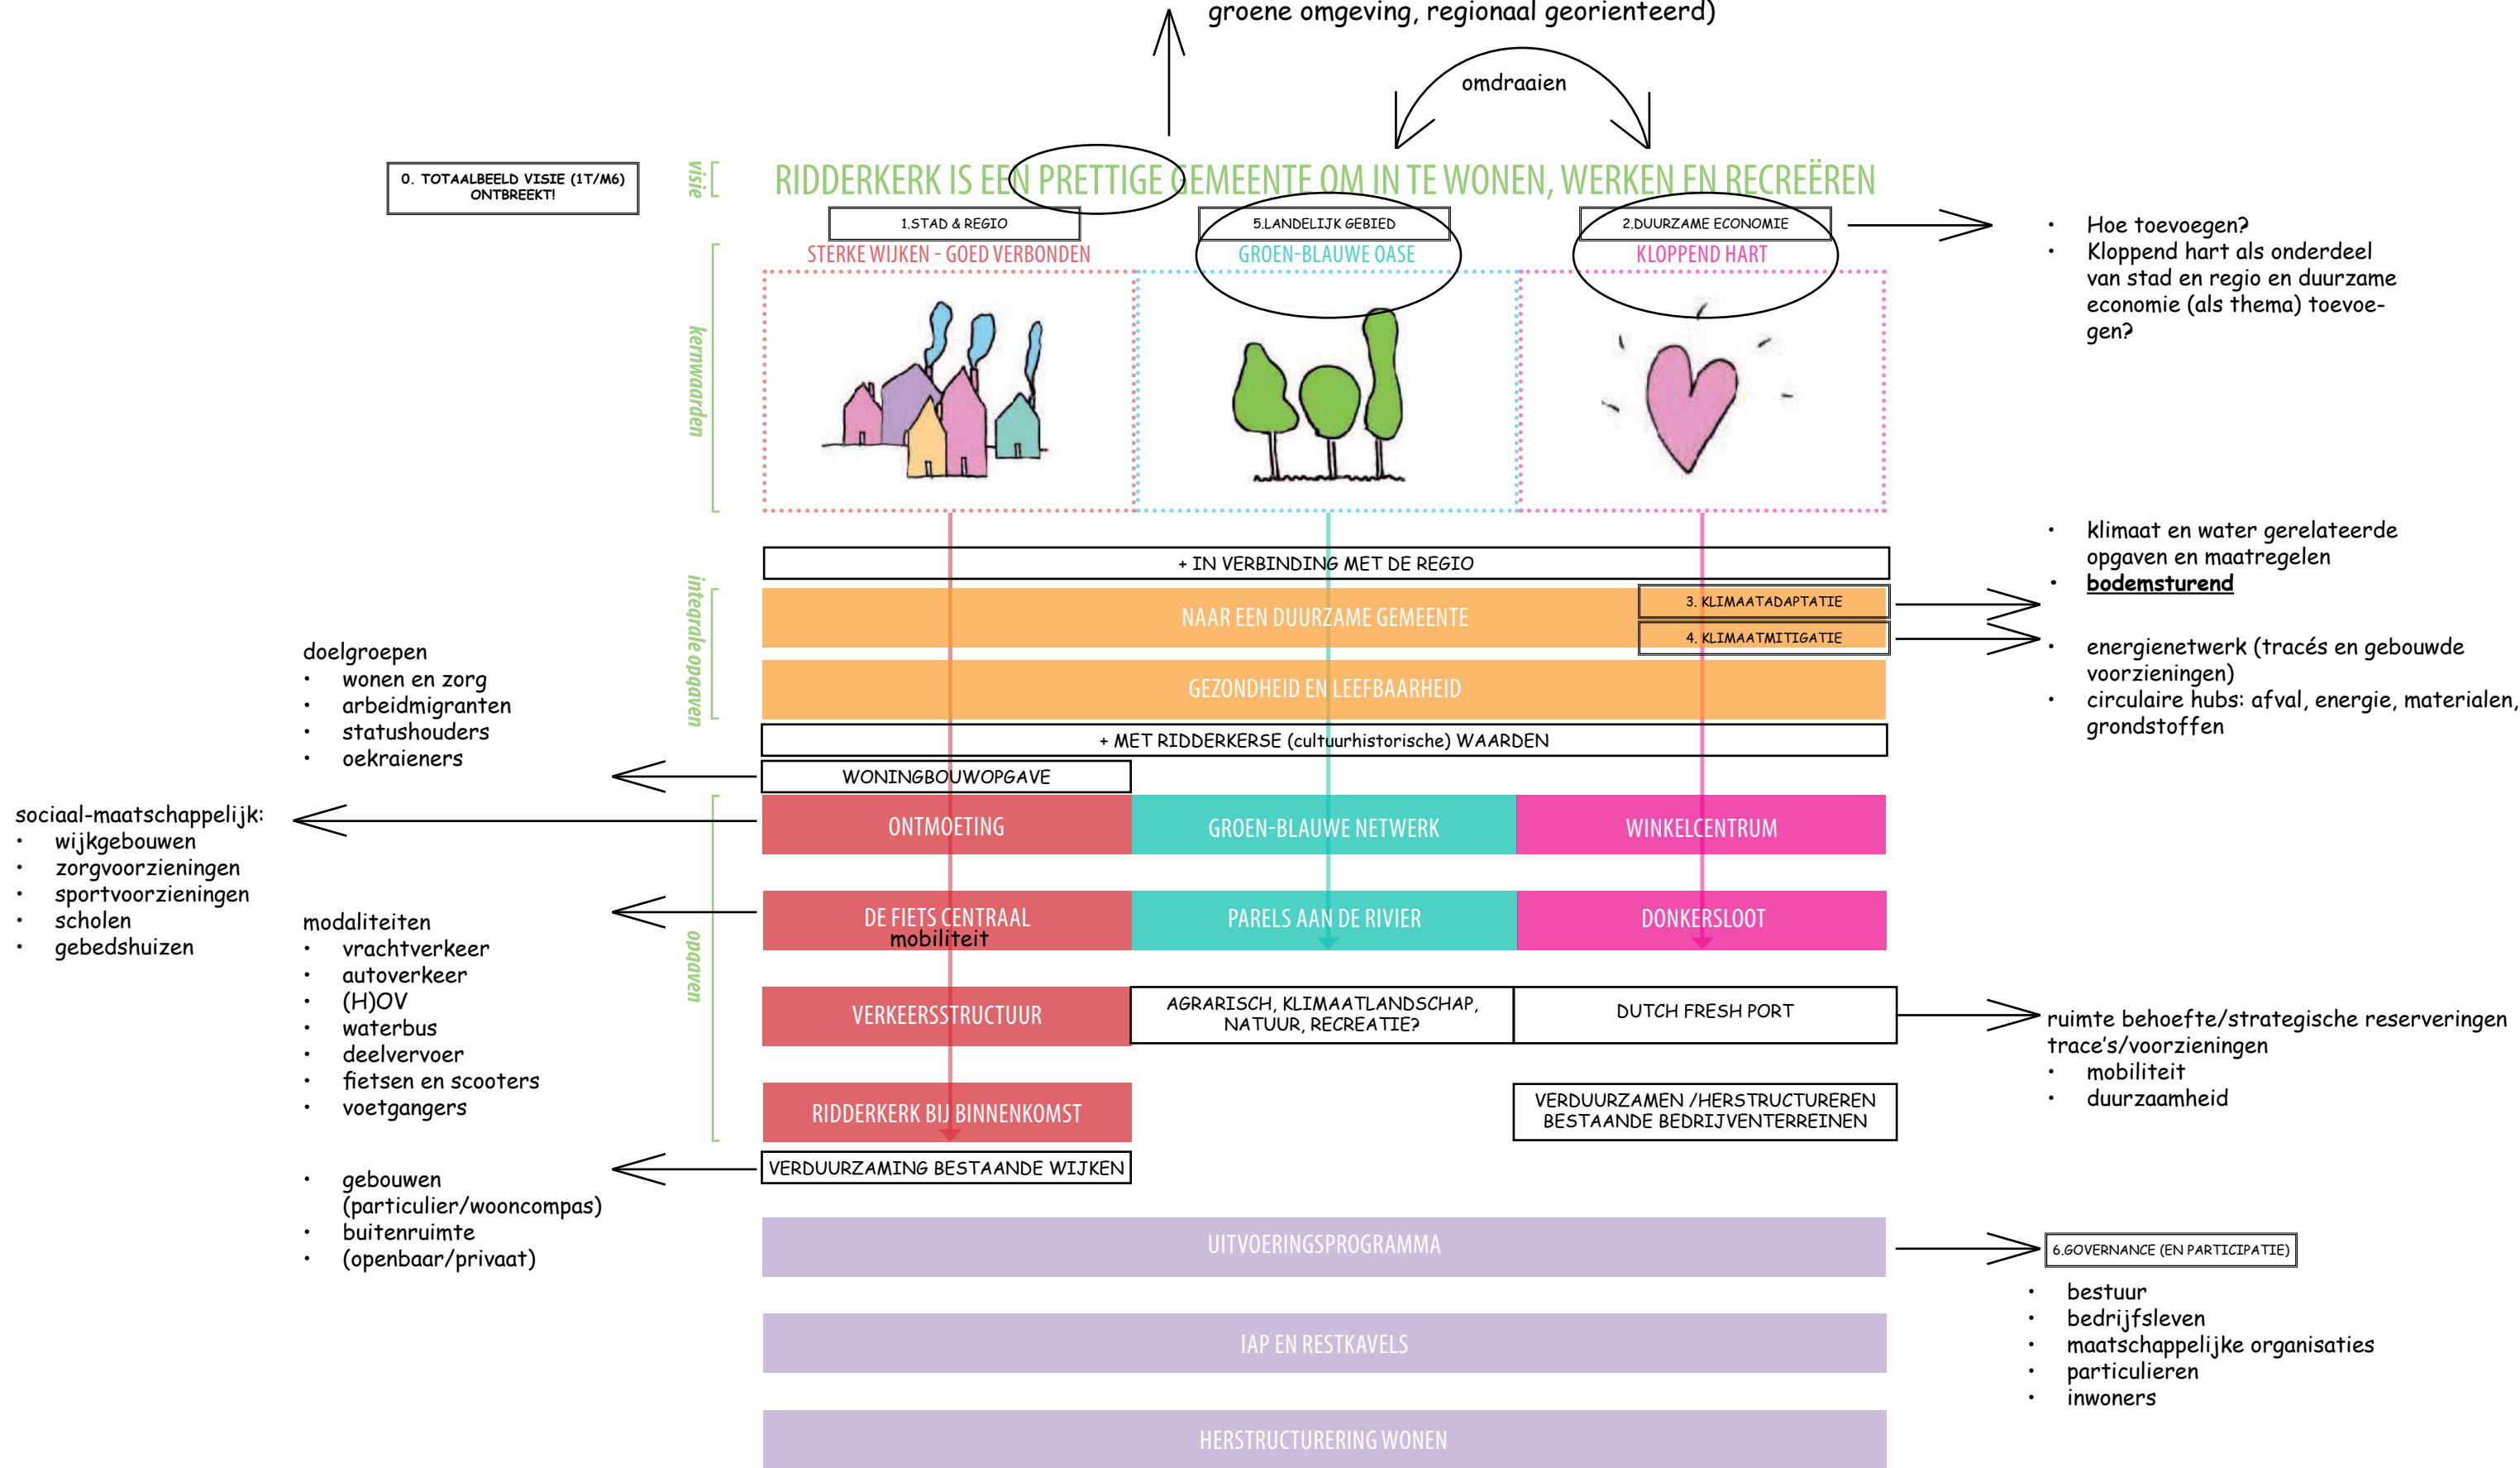 groene omgeving, regionaal georienteerd)
omdraaien
0. TOTAALBEELD VISIE (1T/M6)
ONTBREEKT!
visie
RIDDERKERK IS EEN PRETTIGE GEMEENTE OM IN TE WONEN, WERKEN EN RECREËREN
1.STAD & REGIO
5.LANDELIJK GEBIED
2.DUURZAME ECONOMIE
STERKE WIJKEN - GOED VERBONDEN
GROEN-BLAUWE OASE
KLOPPEND HART
• Hoe toevoegen?
• Kloppend hart als onderdeel
van stad en regio en duurzame
economie (als thema) toevoe-
gen?
kernwaarden
+ IN VERBINDING MET DE REGIO
integrale opgaven
NAAR EEN DUURZAME GEMEENTE
3. KLIMAATADAPTATIE
4. KLIMAATMITIGATIE
• klimaat en water gerelateerde
opgaven en maatregelen
• bodemsturend
• energienetwerk (tracés en gebouwde
voorzieningen)
• circulaire hubs: afval, energie, materialen,
grondstoffen
GEZONDHEID EN LEEFBAARHEID
+ MET RIDDERKERSE (cultuurhistorische) WAARDEN
doelgroepen
• wonen en zorg
• arbeidmigranten
• statushouders
• oekraieners
WONINGBOUWOPGAVE
sociaal-maatschappelijk:
• wijkgebouwen
• zorgvoorzieningen
• sportvoorzieningen
• scholen
• gebedshuizen
opgaven
ONTMOETING
GROEN-BLAUWE NETWERK
WINKELCENTRUM
DE FIETS CENTRAAL
mobiliteit
PARELS AAN DE RIVIER
DONKERSLOOT
modaliteiten
• vrachtverkeer
• autoverkeer
• (H)OV
• waterbus
• deelvervoer
• fietsen en scooters
• voetgangers
VERKEERSSTRUCTUUR
AGRARISCH, KLIMAATLANDSCHAP,
NATUUR, RECREATIE?
DUTCH FRESH PORT
ruimte behoefte/strategische reserveringen
trace's/voorzieningen
• mobiliteit
• duurzaamheid
RIDDERKERK BIJ BINNENKOMST
VERDUURZAMEN /HERSTRUCTUREREN
BESTAANDE BEDRIJVENTERREINEN
VERDUURZAMING BESTAANDE WIJKEN
• gebouwen
(particulier/wooncompas)
• buitenruimte
• (openbaar/privaat)
UITVOERINGSPROGRAMMA
6.GOVERNANCE (EN PARTICIPATIE)
• bestuur
• bedrijfsleven
• maatschappelijke organisaties
• particulieren
• inwoners
IAP EN RESTKAVELS
HERSTRUCTURERING WONEN